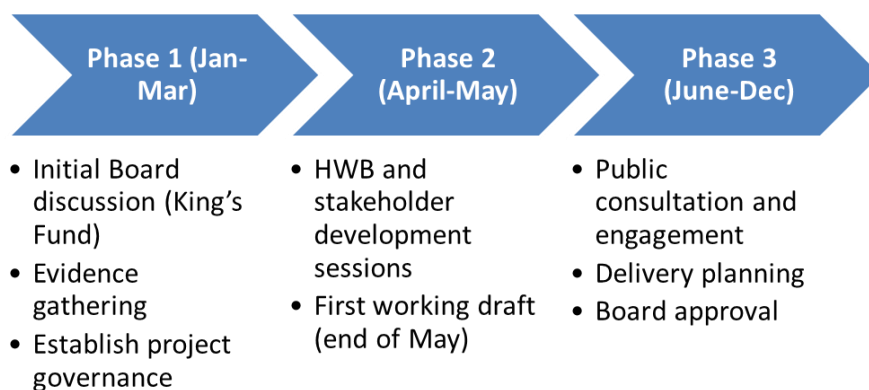 Phase 1 (Jan-
Mar)
• Initial Board
discussion (King's
Fund)
• Evidence
gathering
• Establish project
governance
Phase 2
(April-May)
• HWB and
stakeholder
development
sessions
• First working draft
(end of May)
Phase 3
(June-Dec)
• Public
consultation and
engagement
• Delivery planning
• Board approval